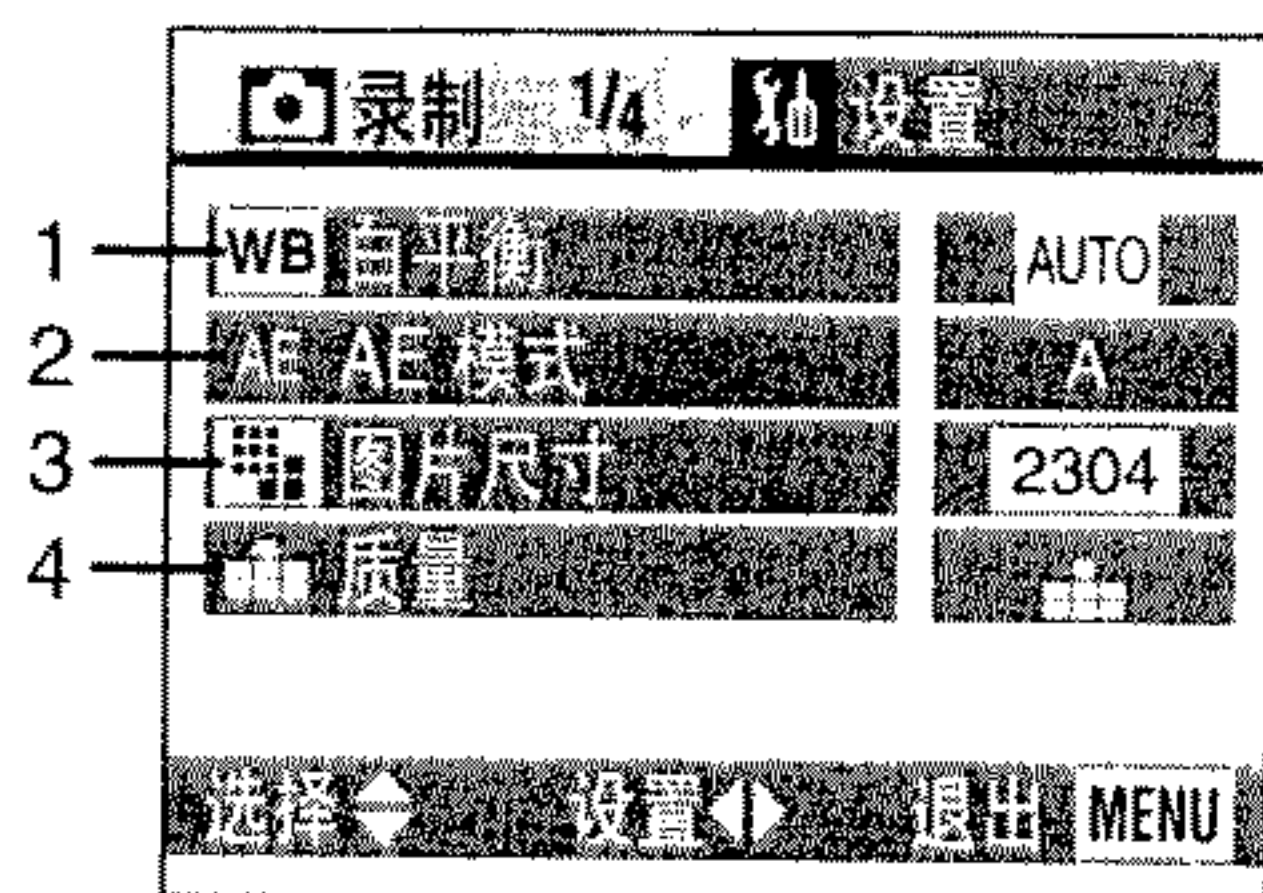 录制 1/4 设置
1 WB 白平衡 AUTO
2 AE AE 模式 A
3 图片尺寸 2304
4 质量
选择 设置 退出 MENU